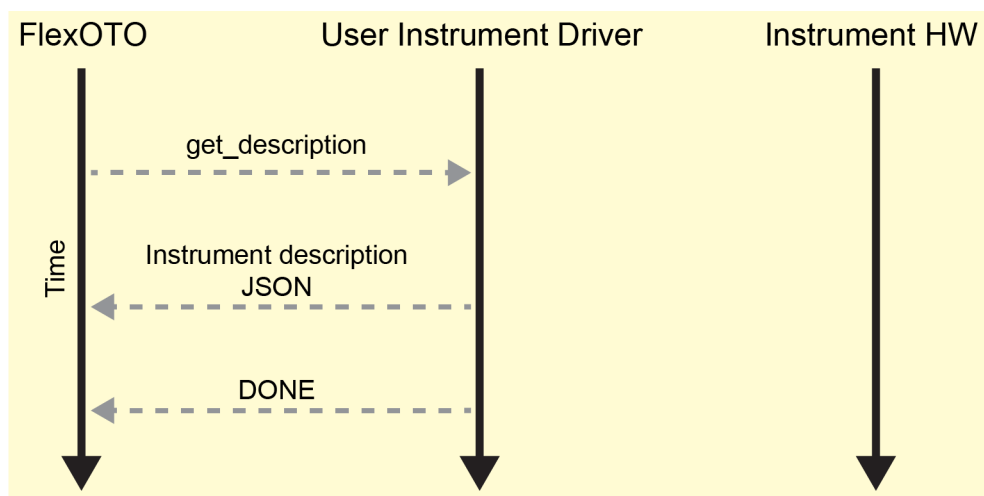 FlexOTO
User Instrument Driver
Instrument HW
get_description
Time
Instrument description
JSON
DONE